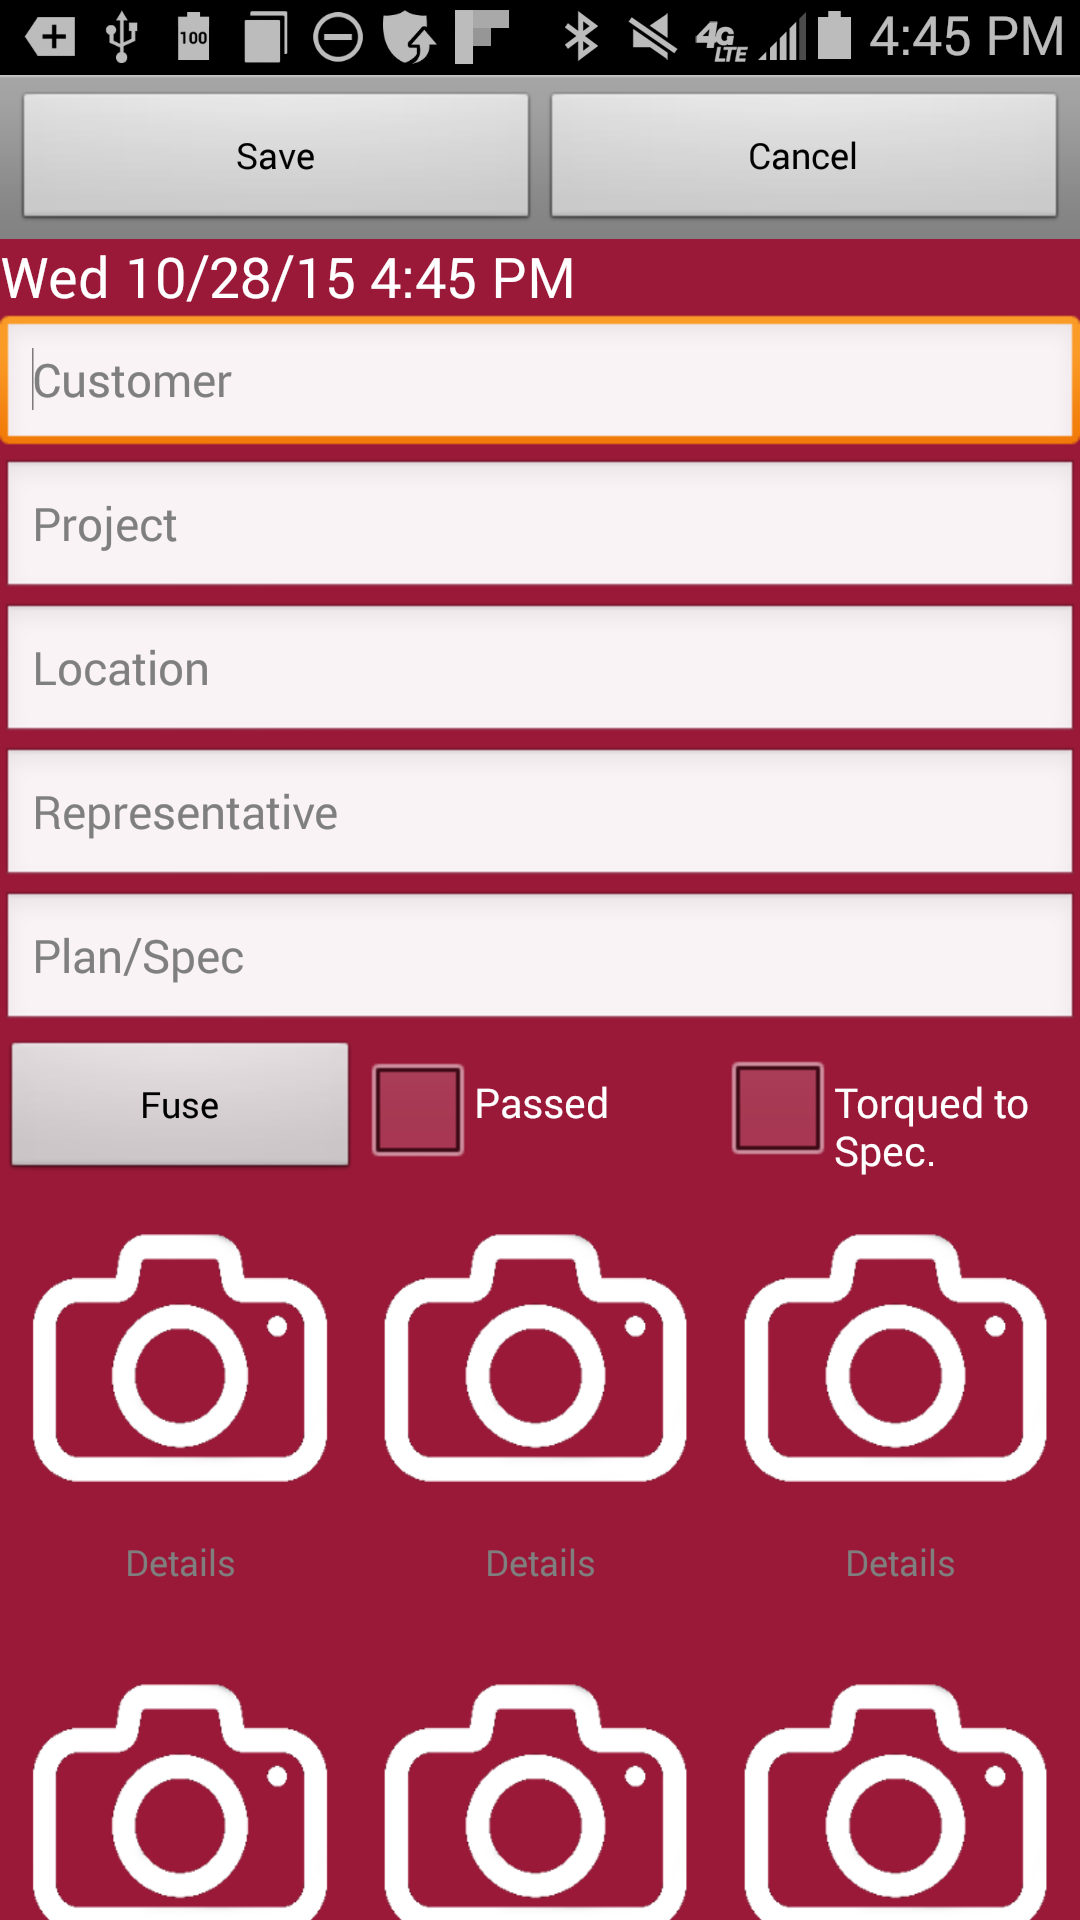 100
4G LTE
4:45 PM
Save
Cancel
Wed 10/28/15 4:45 PM
Customer
Project
Location
Representative
Plan/Spec
Fuse
Passed
Torqued to
Spec.
Details
Details
Details